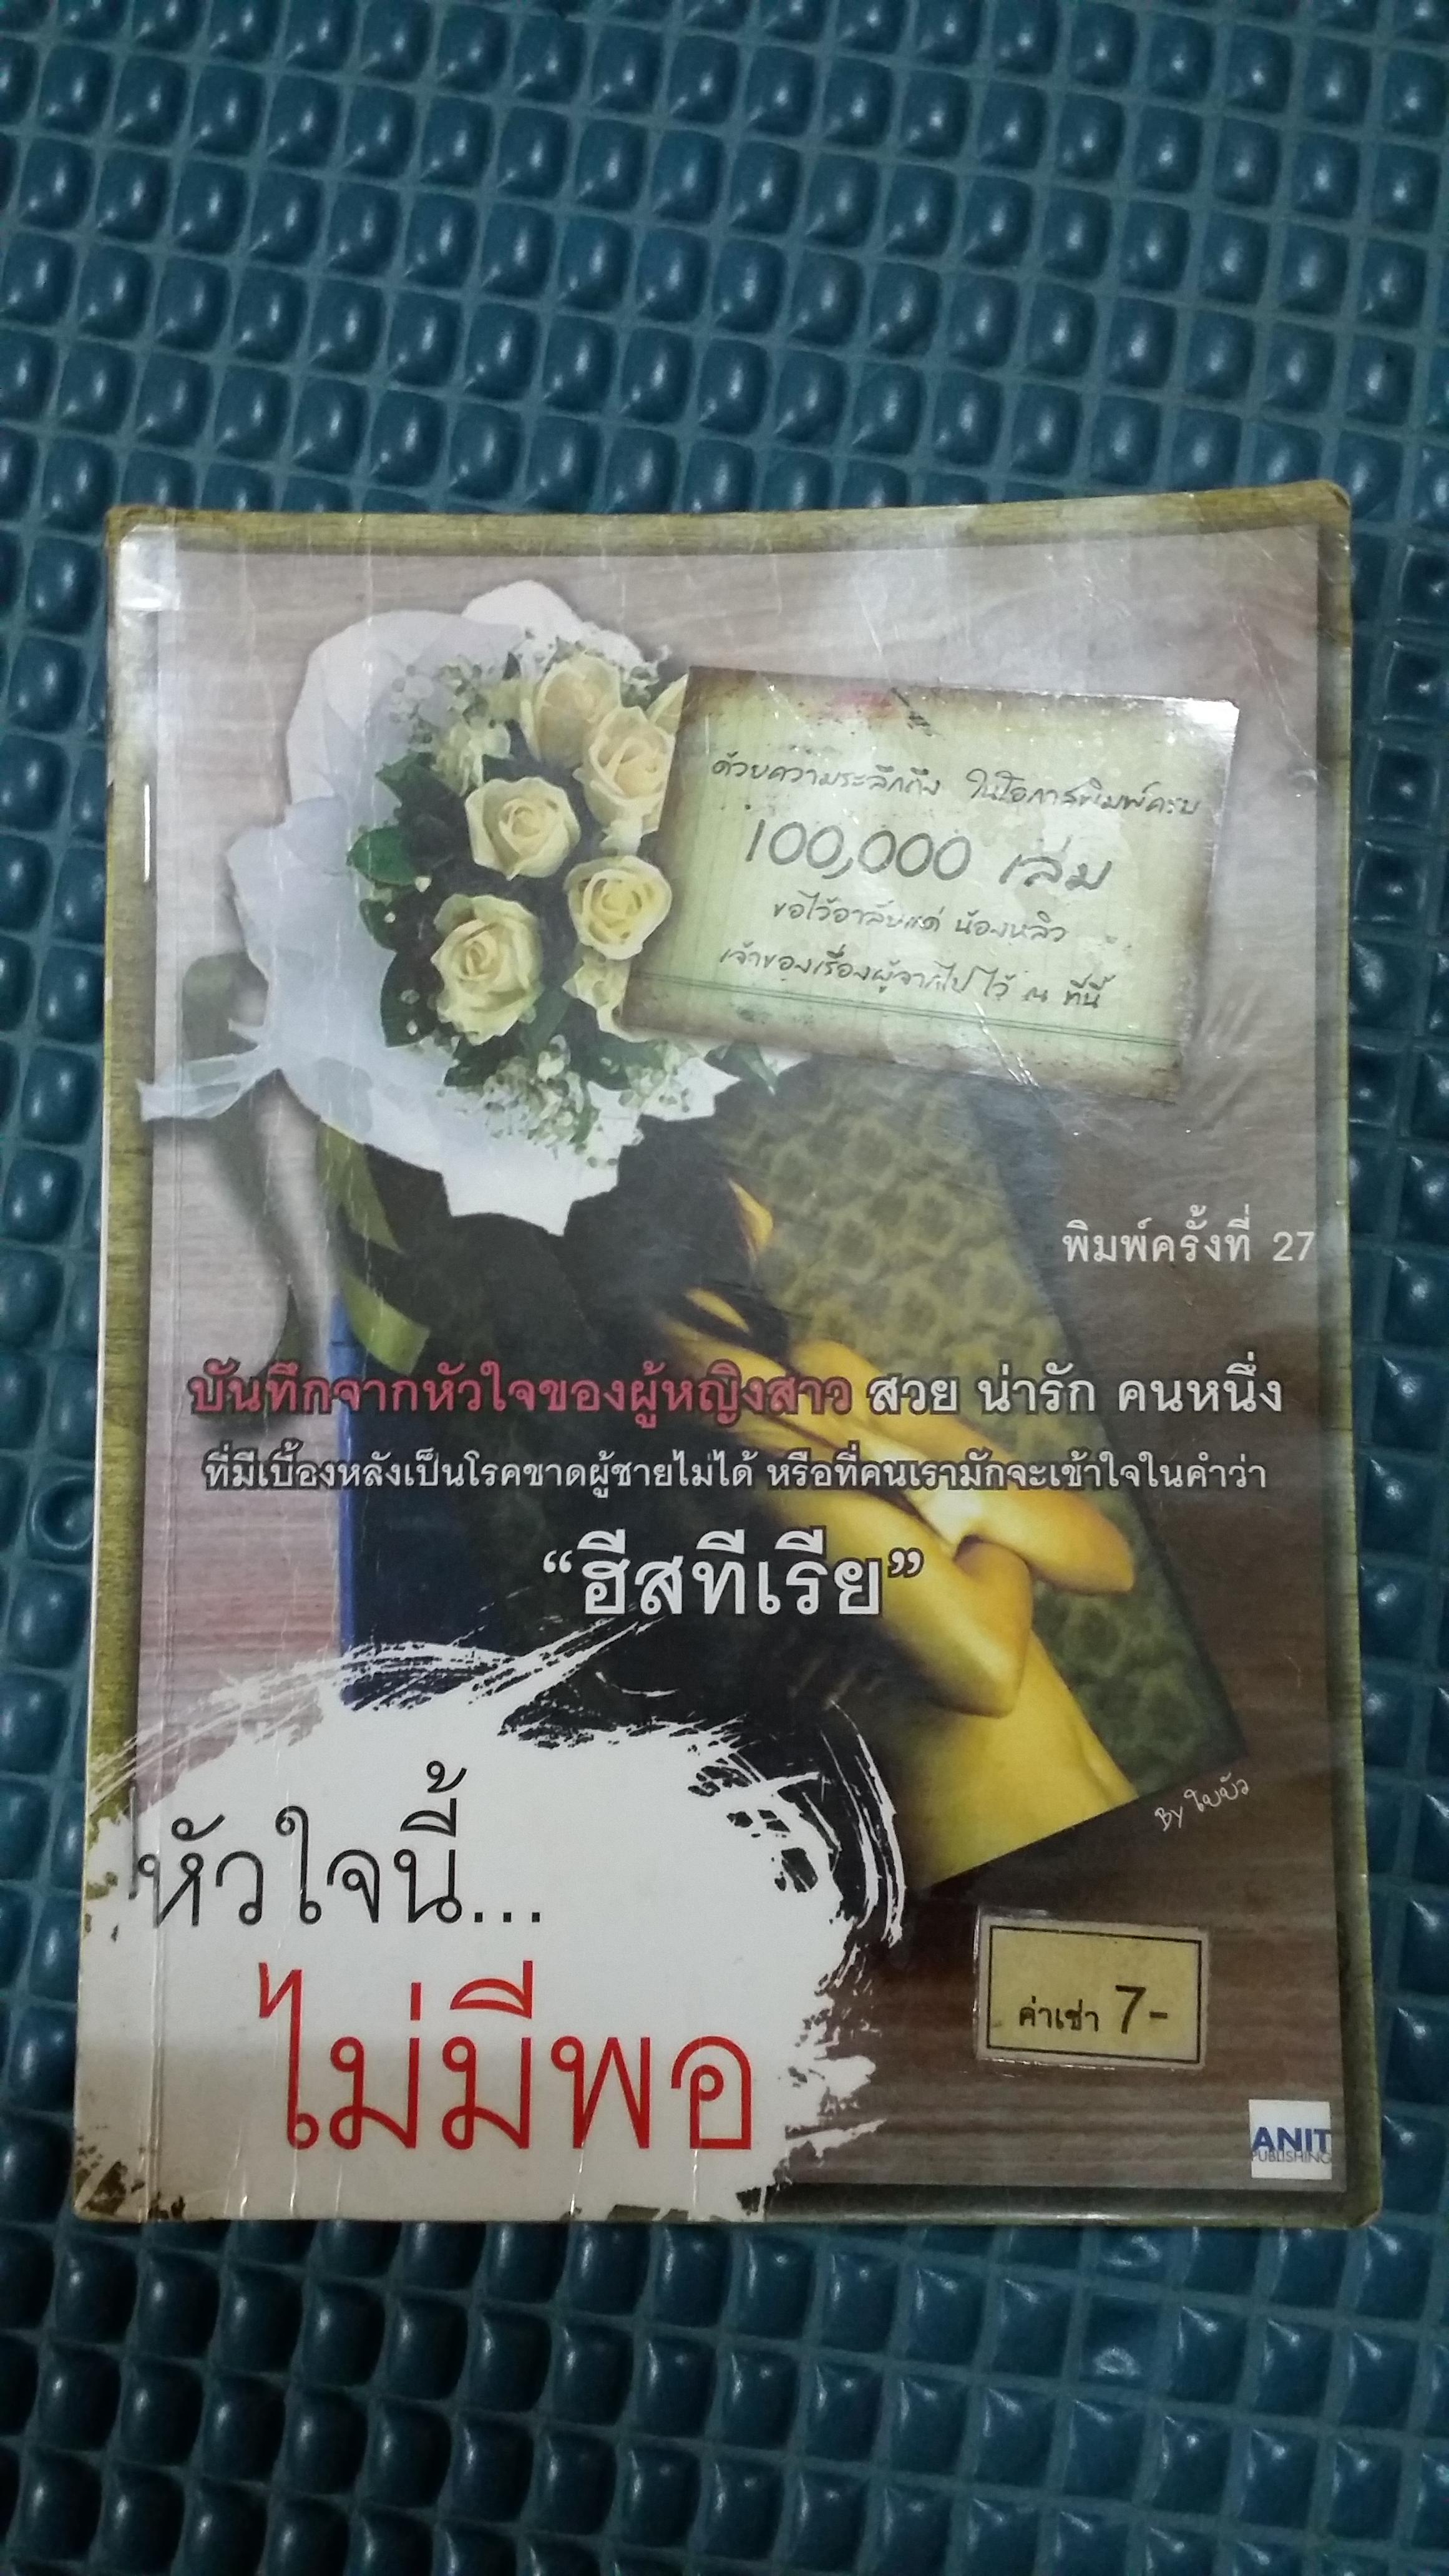 ด้วยความระลึกถึง ในโอกาสพิมพ์ครบ
100,000 เล่ม
ขอไว้อาลัยแด่ น้องหลิว
เจ้าของเรื่องผู้จากไป ไว้ ณ ที่นี้
พิมพ์ครั้งที่ 27
บันทึกจากหัวใจของผู้หญิงสาว สวย น่ารัก คนหนึ่ง
ที่มีเบื้องหลังเป็นโรคขาดผู้ชายไม่ได้ หรือที่คนเรามักจะเข้าใจในคำว่า
“ฮีสทีเรีย”
By ใบบัว
หัวใจนี้...
ไม่มีพอ
ค่าเช่า 7-
ANIT
PUBLISHING